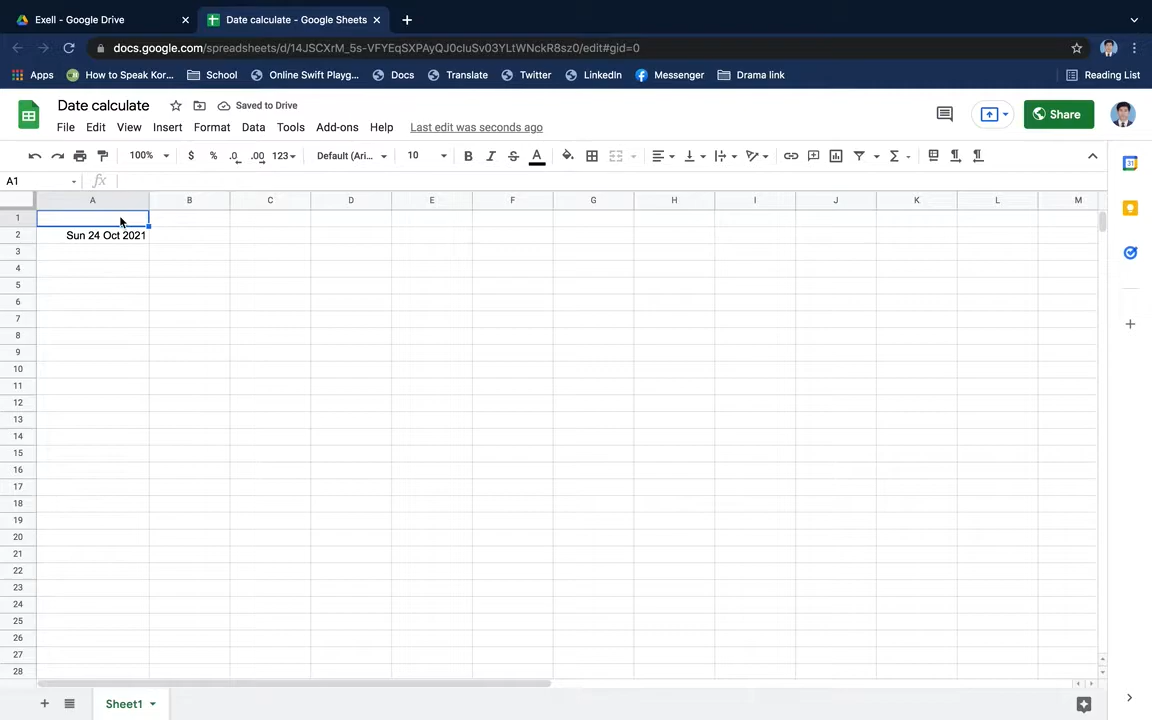 Exell - Google Drive
Date calculate - Google Sheets
docs.google.com/spreadsheets/d/14JSCXrM_5s-VFYEqSXPAyQJ0cIuSv03YLtWNckR8sz0/edit#gid=0
Apps How to Speak Kor... School Online Swift Playg... Docs Translate Twitter LinkedIn Messenger Drama link Reading List
Date calculate Saved to Drive
File Edit View Insert Format Data Tools Add-ons Help Last edit was seconds ago
Share
100% $ % .0 .00 123 Default (Ari... 10 B I S A Σ
A1 fx
A B C D E F G H I J K L M
1
2 Sun 24 Oct 2021
3
4
5
6
7
8
9
10
11
12
13
14
15
16
17
18
19
20
21
22
23
24
25
26
27
28
Sheet1
31